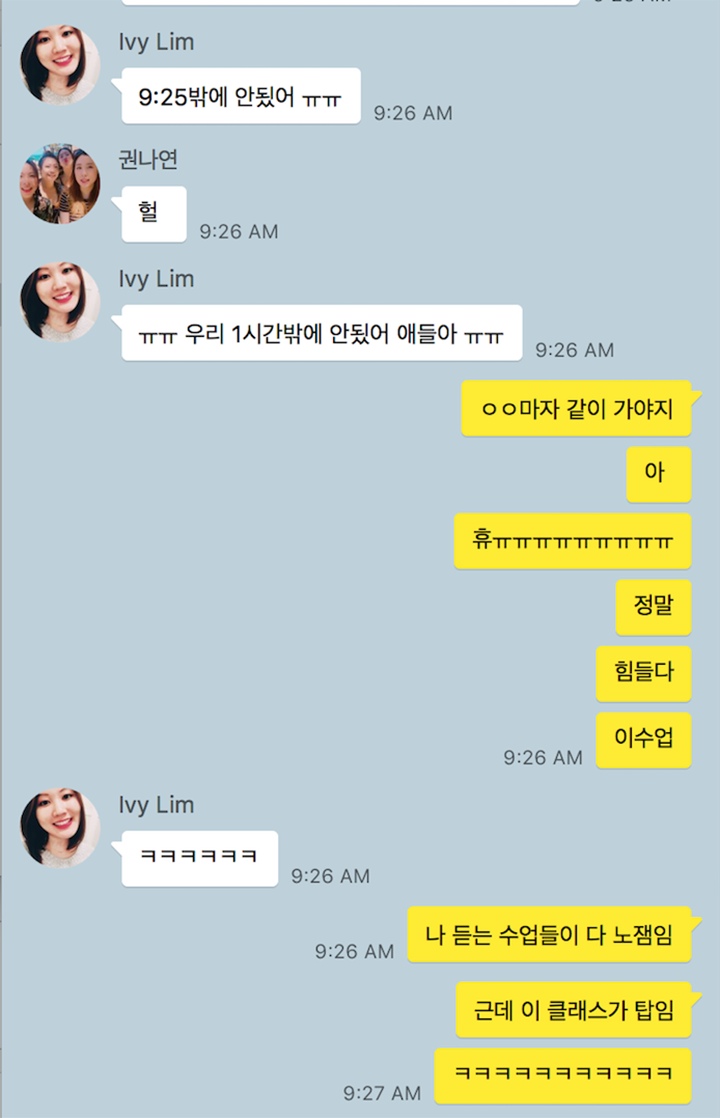 Ivy Lim
9:25밖에 안됬어 ㅠㅠ
9:26 AM
권나연
헐
9:26 AM
Ivy Lim
ㅠㅠ 우리 1시간밖에 안됬어 애들아 ㅠㅠ
9:26 AM
ㅇㅇ마자 같이 가야지
아
휴ㅠㅠㅠㅠㅠㅠㅠㅠㅠ
정말
힘들다
이수업
9:26 AM
Ivy Lim
ㅋㅋㅋㅋㅋㅋ
9:26 AM
나 듣는 수업들이 다 노잼임
9:26 AM
근데 이 클래스가 탑임
ㅋㅋㅋㅋㅋㅋㅋㅋㅋㅋㅋ
9:27 AM